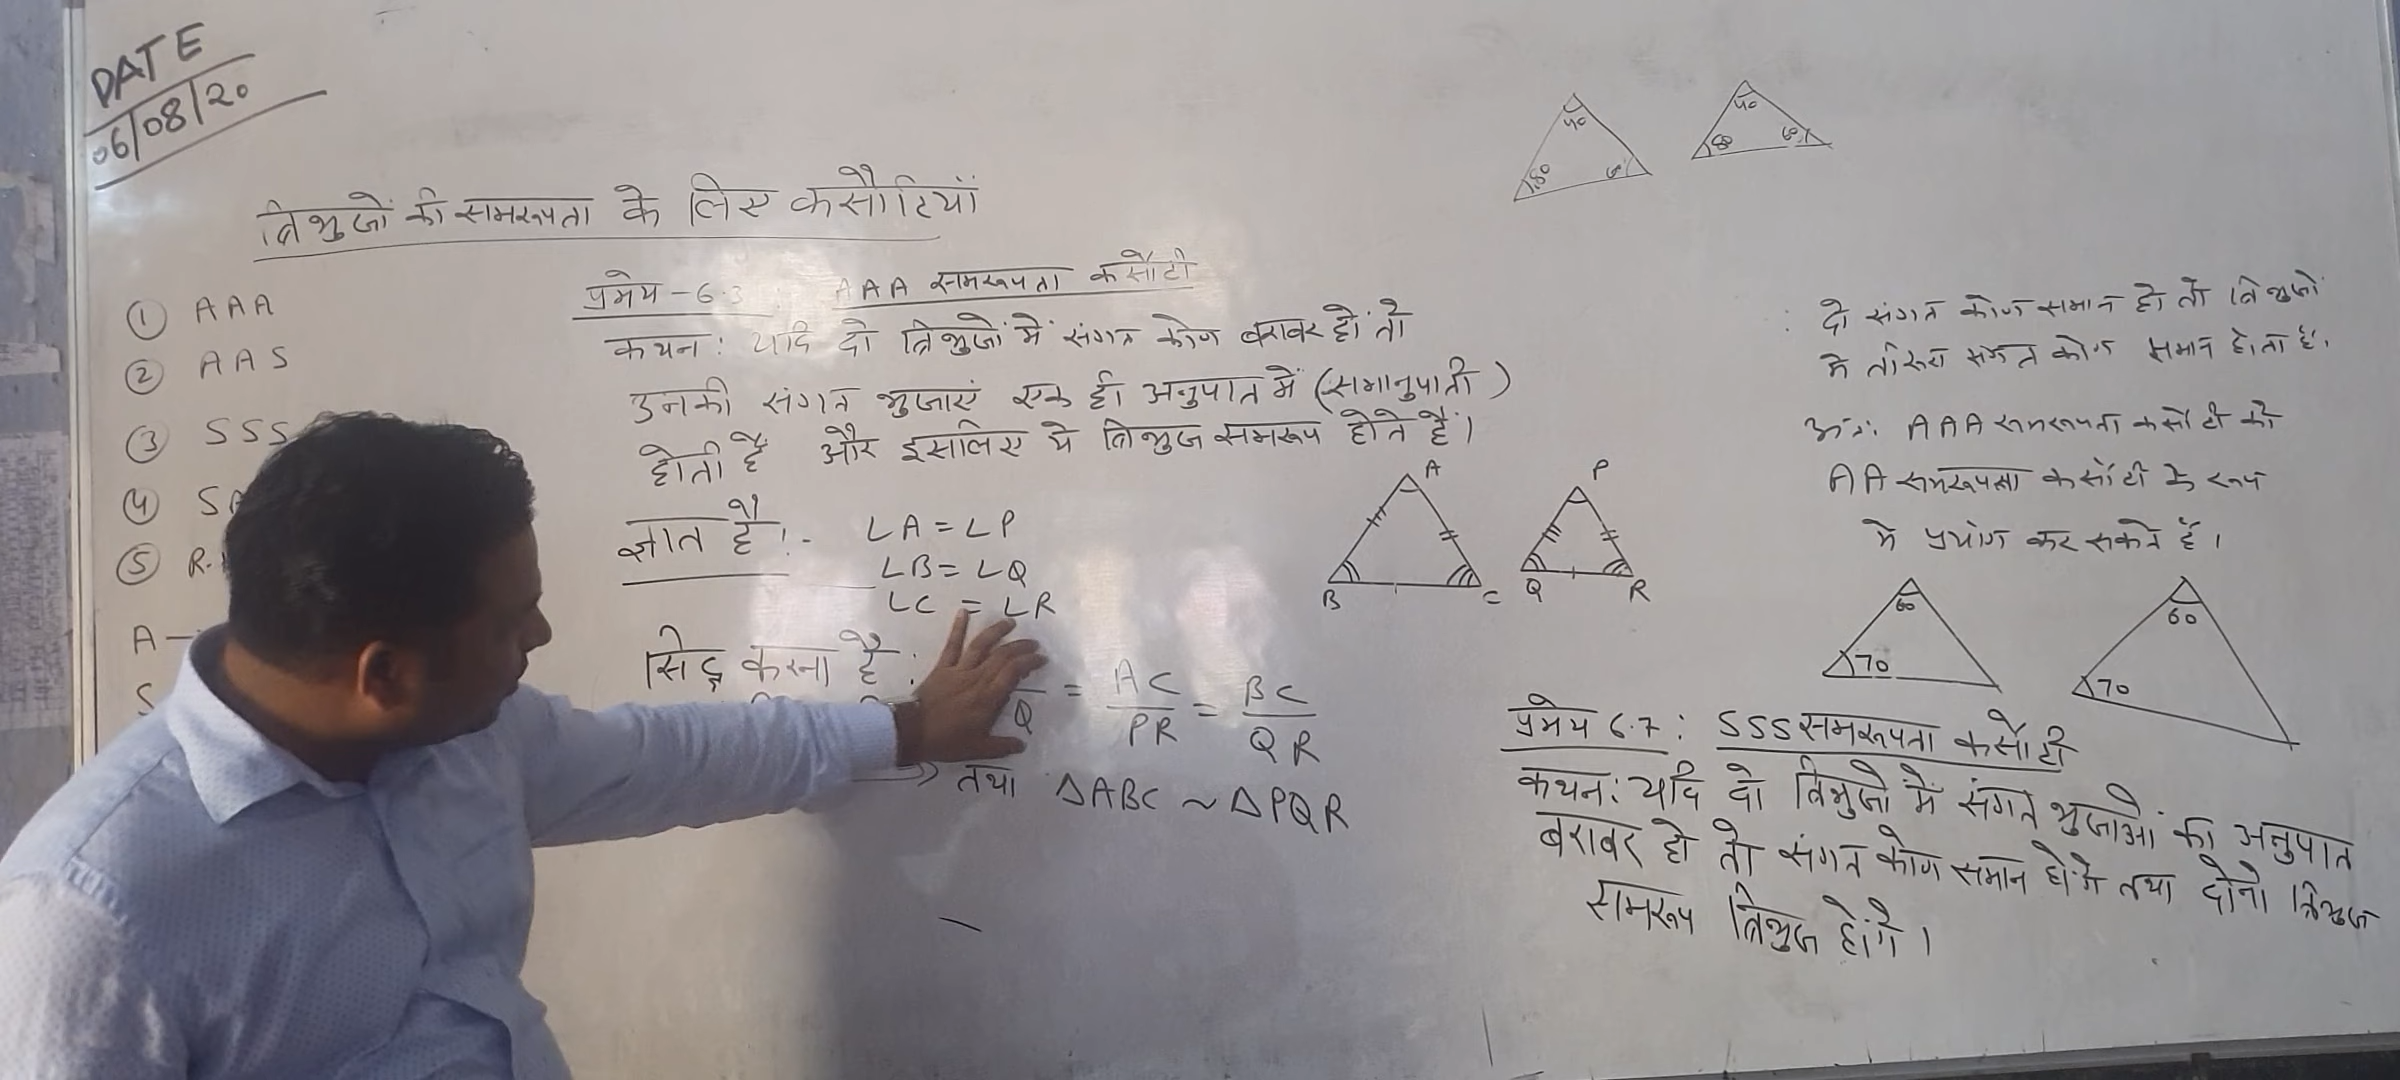 DATE
06/08/20
त्रिभुजों की समरूपता के लिए कसौटियाँ
① AAA
② AAS
③ SSS
④ SA
⑤ R.
A -
S
प्रमेय - 6.3 : AAA समरूपता कसौटी
कथन: यदि दो त्रिभुजों में संगत कोण बराबर हों तो
उनकी संगत भुजाएं एक ही अनुपात में (समानुपाती)
होती हैं और इसलिए ये त्रिभुज समरूप होते हैं।
ज्ञात है :- ∠A = ∠P
∠B = ∠Q
∠C = ∠R
सिद्ध करना है :
Q = AC/PR = BC/QR
तथा ΔABC ~ ΔPQR
A
B
C
P
Q
R
40
80
40
80
60
दो संगत कोण समान हो तो त्रिभुजों
मे तीसरा संगत कोण समान होता है।
अतः AAA समरूपता कसौटी को
AA समरूपता कसौटी के रूप
मे प्रयोग कर सकते हैं।
60
70
60
70
प्रमेय 6.7 : SSS समरूपता कसौटी
कथन: यदि दो त्रिभुजों में संगत भुजाओं का अनुपात
बराबर हो तो संगत कोण समान होंगे तथा दोनो त्रिभुज
समरूप त्रिभुज होंगे।